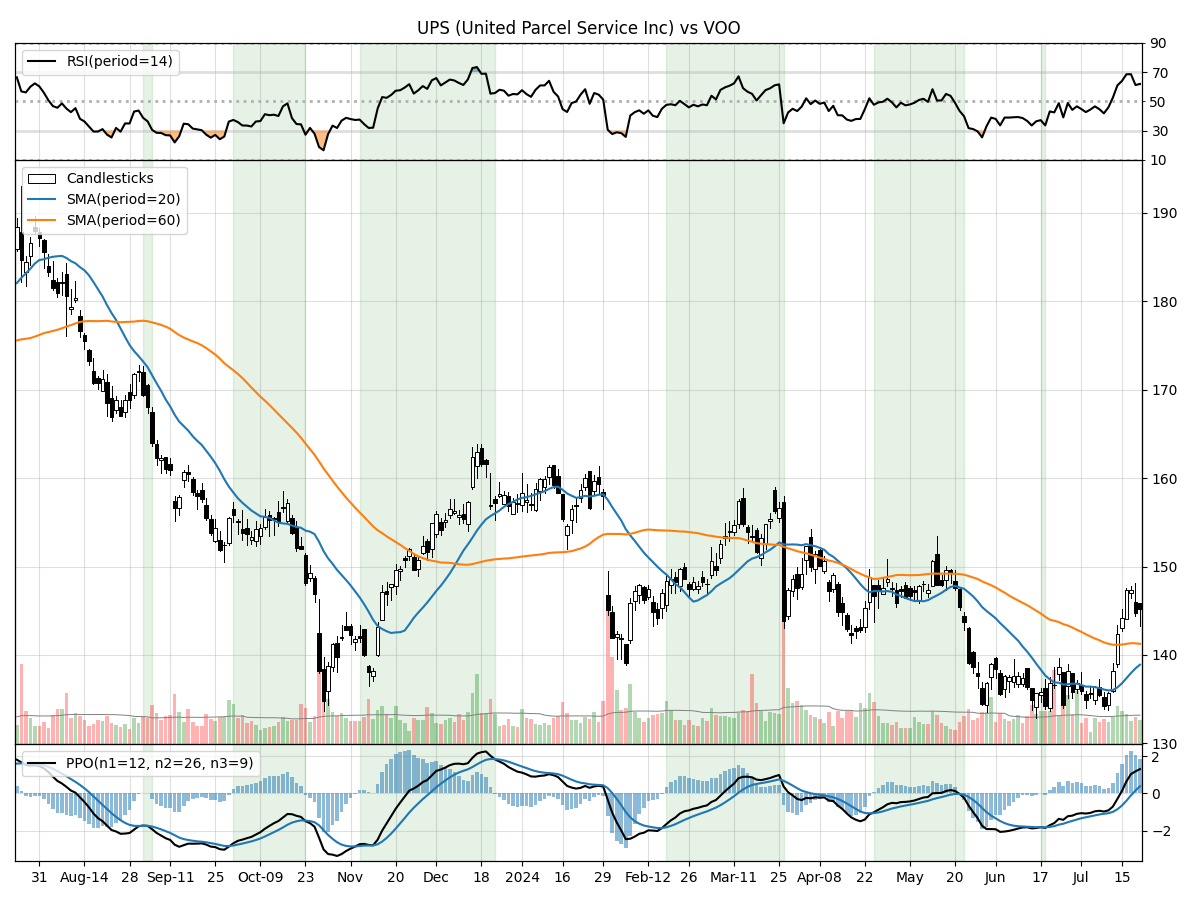 UPS (United Parcel Service Inc) vs VOO
RSI(period=14)
90
70
50
30
10
Candlesticks
SMA(period=20)
SMA(period=60)
190
180
170
160
150
140
130
PPO(n1=12, n2=26, n3=9)
2
0
−2
31 Aug-14 28 Sep-11 25 Oct-09 23 Nov 20 Dec 18 2024 16 29 Feb-12 26 Mar-11 25 Apr-08 22 May 20 Jun 17 Jul 15